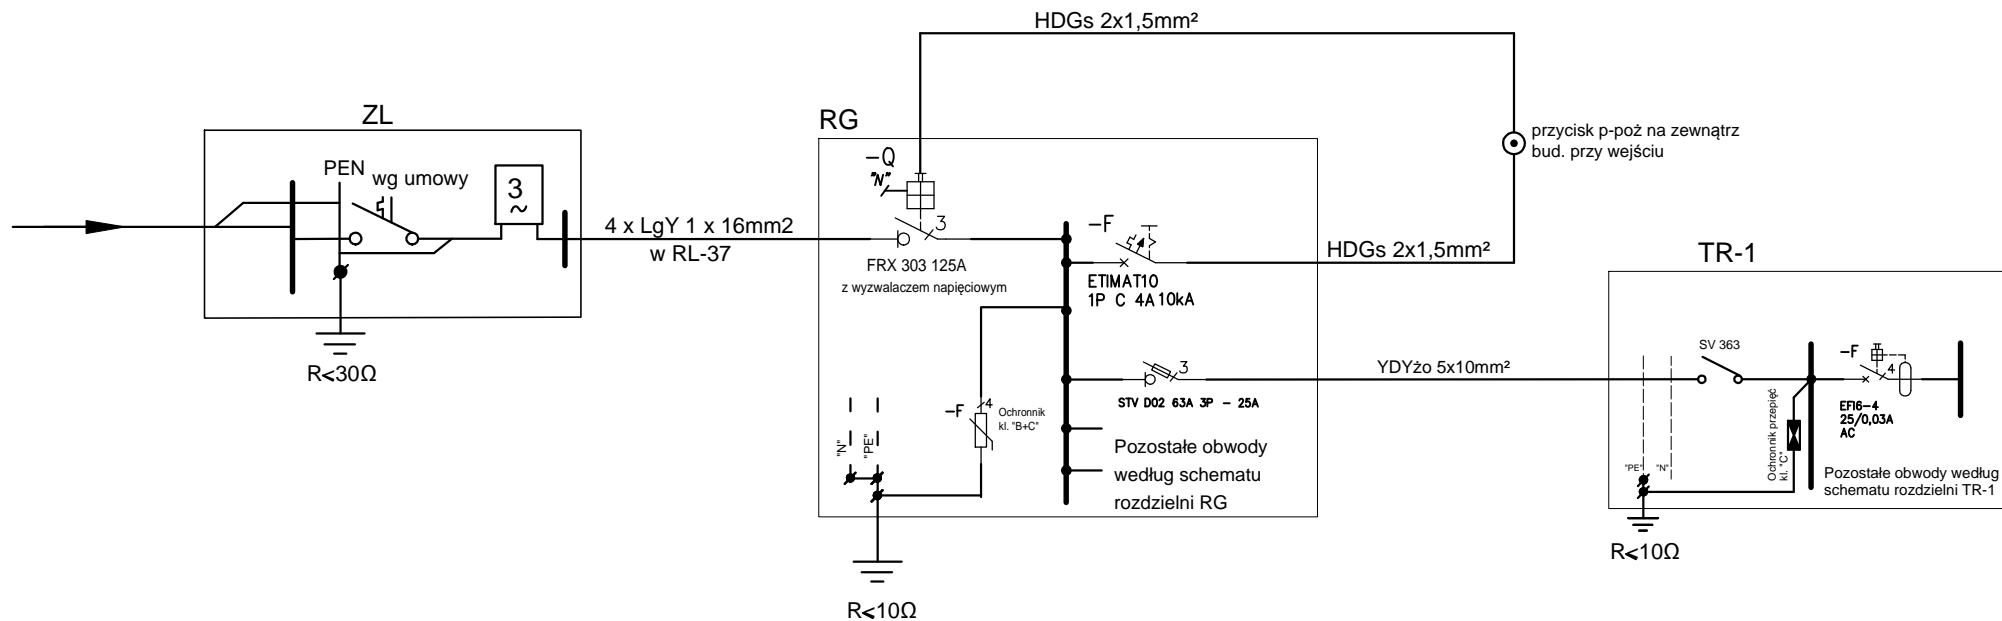 HDGs 2x1,5mm²
ZL
PEN
wg umowy
3
~
R<30Ω
4 x LgY 1 x 16mm2
w RL-37
RG
-Q
"N"
3
FRX 303 125A
z wyzwalaczem napięciowym
-F
ETIMAT10
1P C 4A 10kA
HDGs 2x1,5mm²
przycisk p-poż na zewnątrz
bud. przy wejściu
3
STV D02 63A 3P - 25A
YDYżo 5x10mm²
-F
4
Ochronnik
kl. "B+C"
"N"
"PE"
Pozostałe obwody
według schematu
rozdzielni RG
R<10Ω
TR-1
SV 363
-F
4
EFI6-4
25/0,03A
AC
Ochronnik przepięć
kl. "C"
"PE"
"N"
Pozostałe obwody według
schematu rozdzielni TR-1
R<10Ω